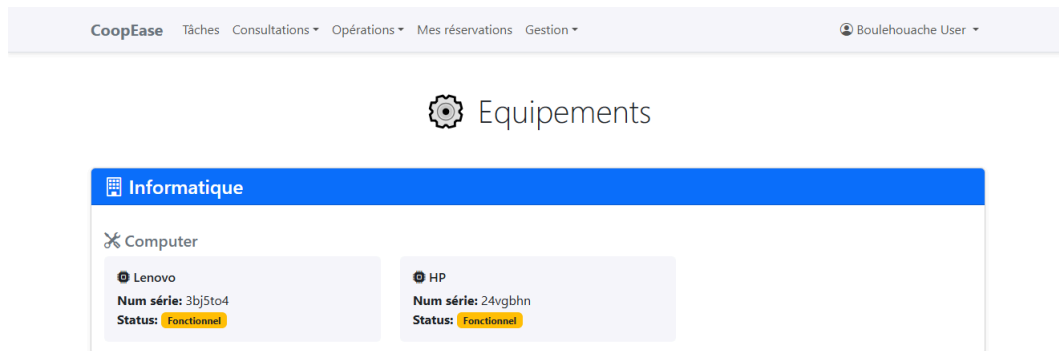 CoopEase Tâches Consultations Opérations Mes réservations Gestion Boulehouache User
Equipements
Informatique
Computer
Lenovo
Num série: 3bj5to4
Status: Fonctionnel
HP
Num série: 24vgbhn
Status: Fonctionnel